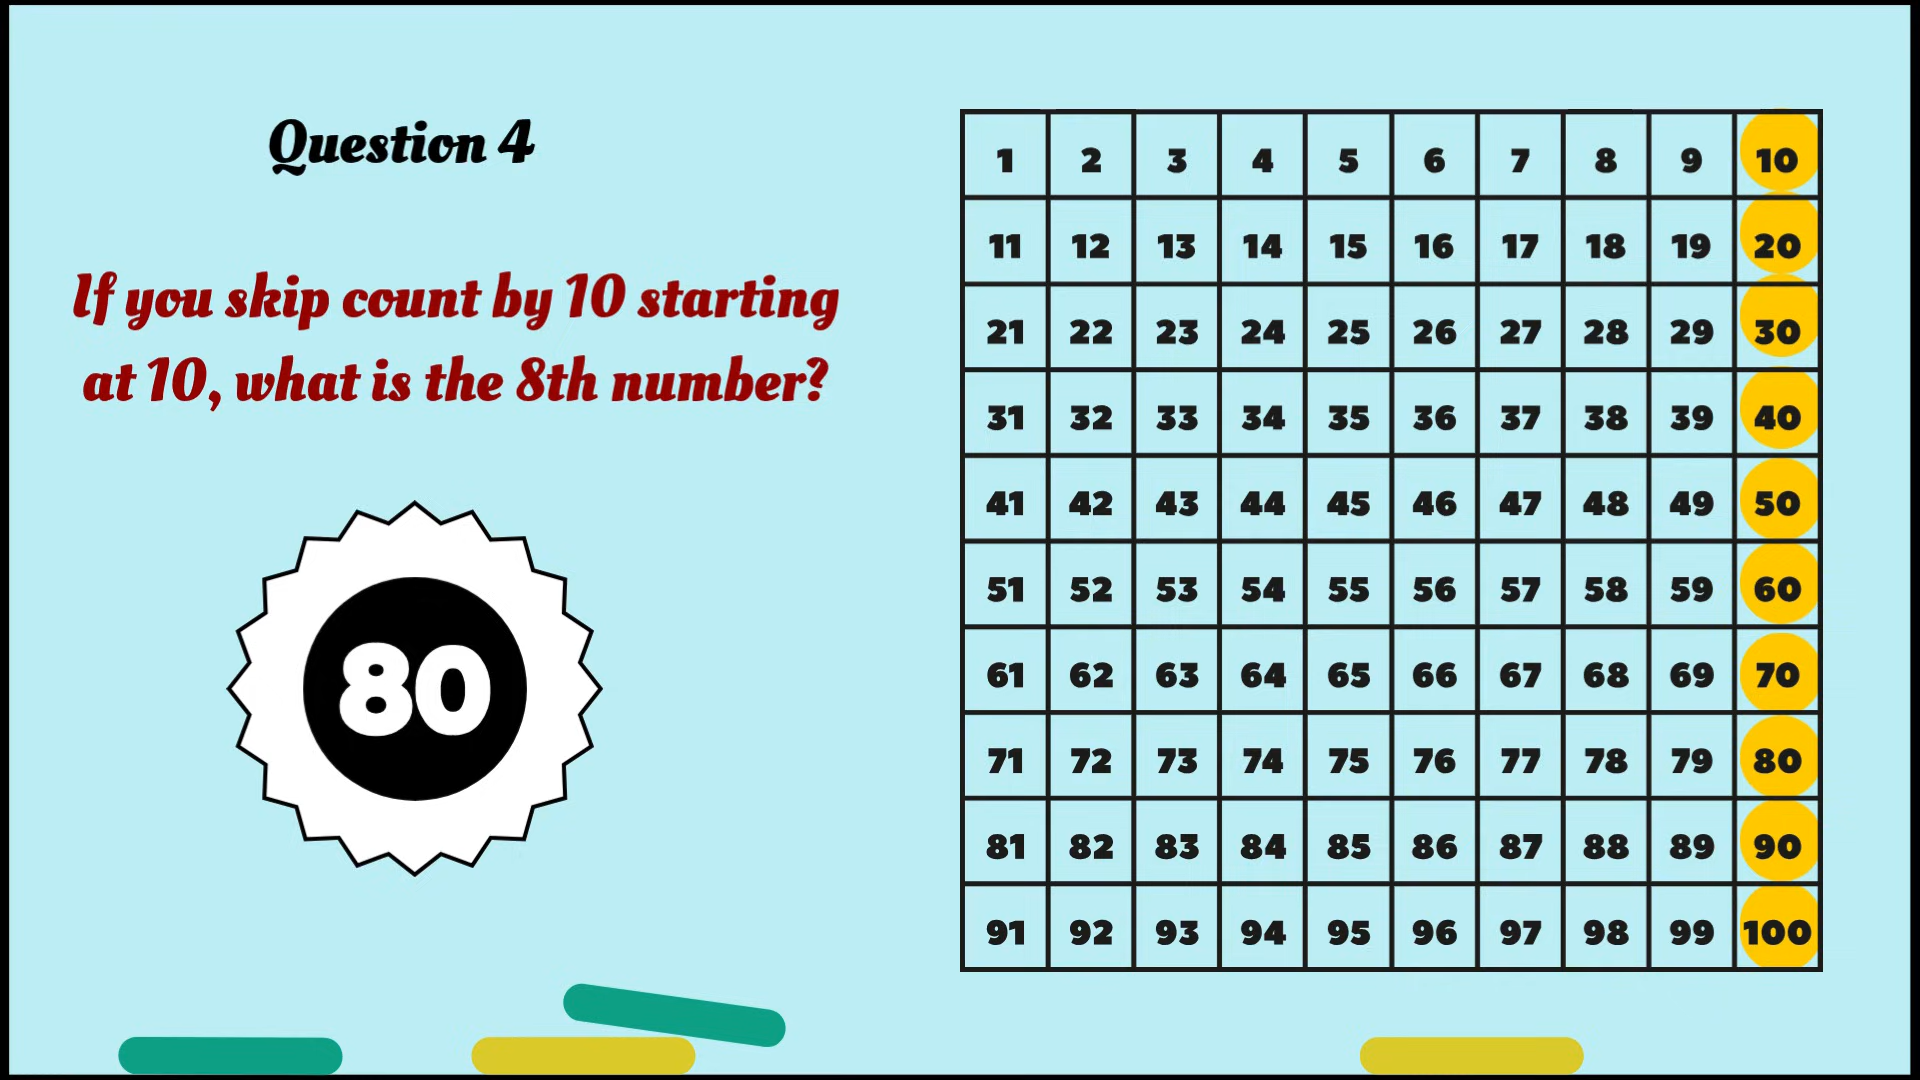 Question 4
If you skip count by 10 starting
at 10, what is the 8th number?
80
1 2 3 4 5 6 7 8 9 10
11 12 13 14 15 16 17 18 19 20
21 22 23 24 25 26 27 28 29 30
31 32 33 34 35 36 37 38 39 40
41 42 43 44 45 46 47 48 49 50
51 52 53 54 55 56 57 58 59 60
61 62 63 64 65 66 67 68 69 70
71 72 73 74 75 76 77 78 79 80
81 82 83 84 85 86 87 88 89 90
91 92 93 94 95 96 97 98 99 100